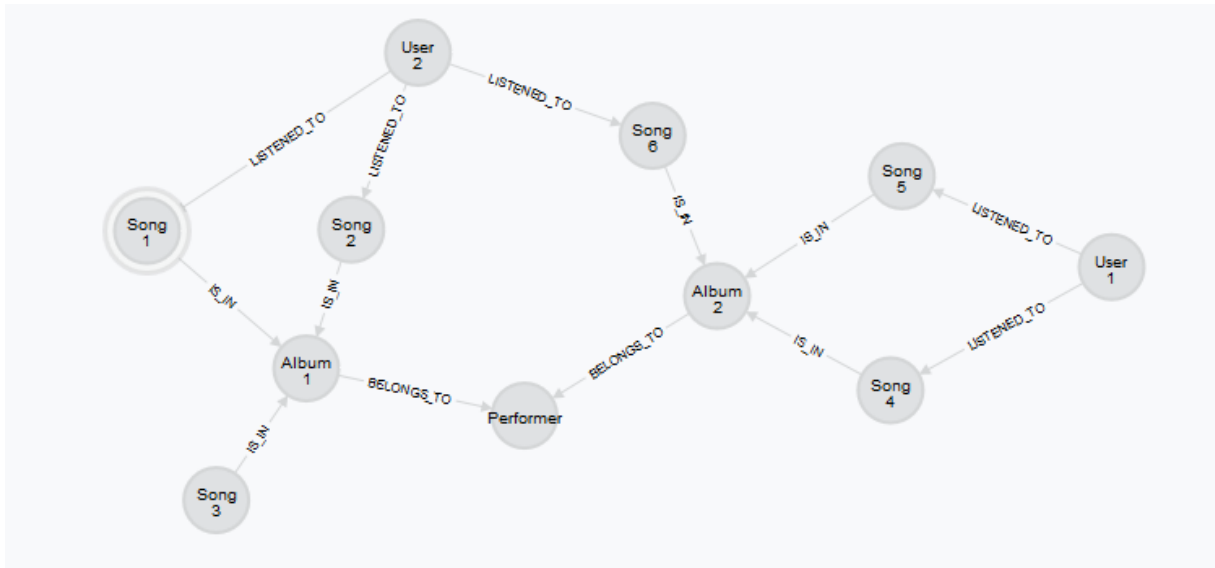 User
2
LISTENED_TO
LISTENED_TO
LISTENED_TO
Song
6
Song
5
LISTENED_TO
Song
1
Song
2
IS_IN
IS_IN
User
1
IS_IN
IS_IN
Album
2
LISTENED_TO
IS_IN
BELONGS_TO
Album
1
BELONGS_TO
Song
4
Performer
IS_IN
Song
3